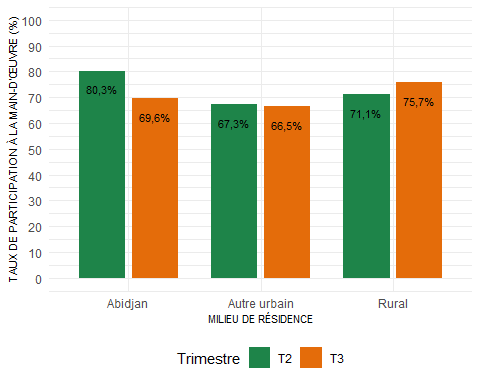 TAUX DE PARTICIPATION À LA MAIN-D'ŒUVRE (%)
100
90
80
70
60
50
40
30
20
10
0
80,3%
69,6%
67,3%
66,5%
71,1%
75,7%
Abidjan
Autre urbain
Rural
MILIEU DE RÉSIDENCE
Trimestre T2 T3